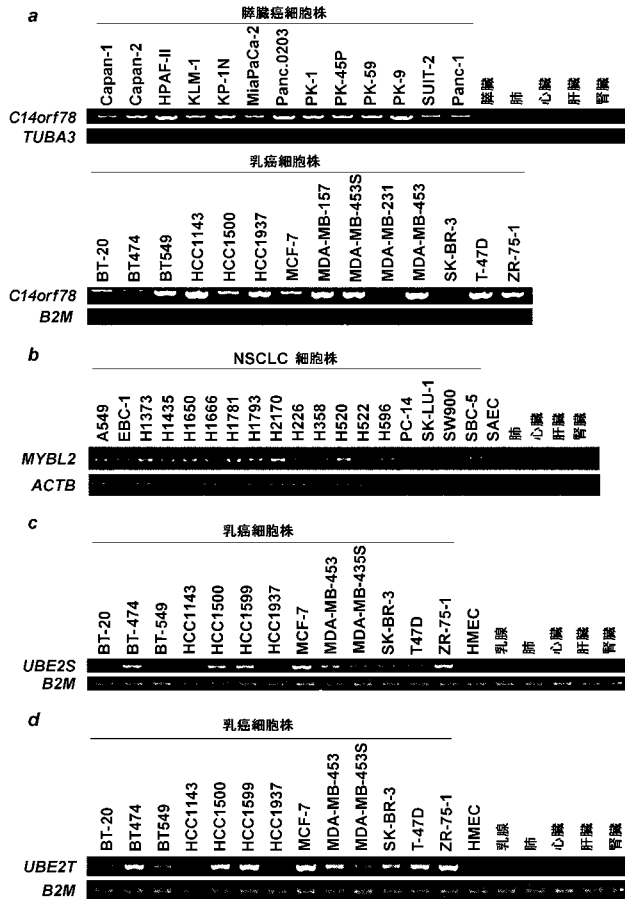 a
膵臓癌細胞株
Capan-1 Capan-2 HPAF-II KLM-1 KP-1N MiaPaCa-2 Panc.0203 PK-1 PK-45P PK-59 PK-9 SUIT-2 Panc-1 膵臓 肺 心臓 肝臓 腎臓
C14orf78
TUBA3
乳癌細胞株
BT-20 BT474 BT549 HCC1143 HCC1500 HCC1937 MCF-7 MDA-MB-157 MDA-MB-453S MDA-MB-231 MDA-MB-453 SK-BR-3 T-47D ZR-75-1
C14orf78
B2M
b
NSCLC 細胞株
A549 EBC-1 H1373 H1435 H1650 H1666 H1781 H1793 H2170 H226 H358 H520 H522 H596 PC-14 SK-LU-1 SW900 SBC-5 SAEC 肺 心臓 肝臓 腎臓
MYBL2
ACTB
c
乳癌細胞株
BT-20 BT-474 BT-549 HCC1143 HCC1500 HCC1599 HCC1937 MCF-7 MDA-MB-453 MDA-MB-435S SK-BR-3 T-47D ZR-75-1 HMEC 乳腺 肺 心臓 肝臓 腎臓
UBE2S
B2M
d
乳癌細胞株
BT-20 BT474 BT549 HCC1143 HCC1500 HCC1599 HCC1937 MCF-7 MDA-MB-453 MDA-MB-453S SK-BR-3 T-47D ZR-75-1 HMEC 乳腺 肺 心臓 肝臓 腎臓
UBE2T
B2M